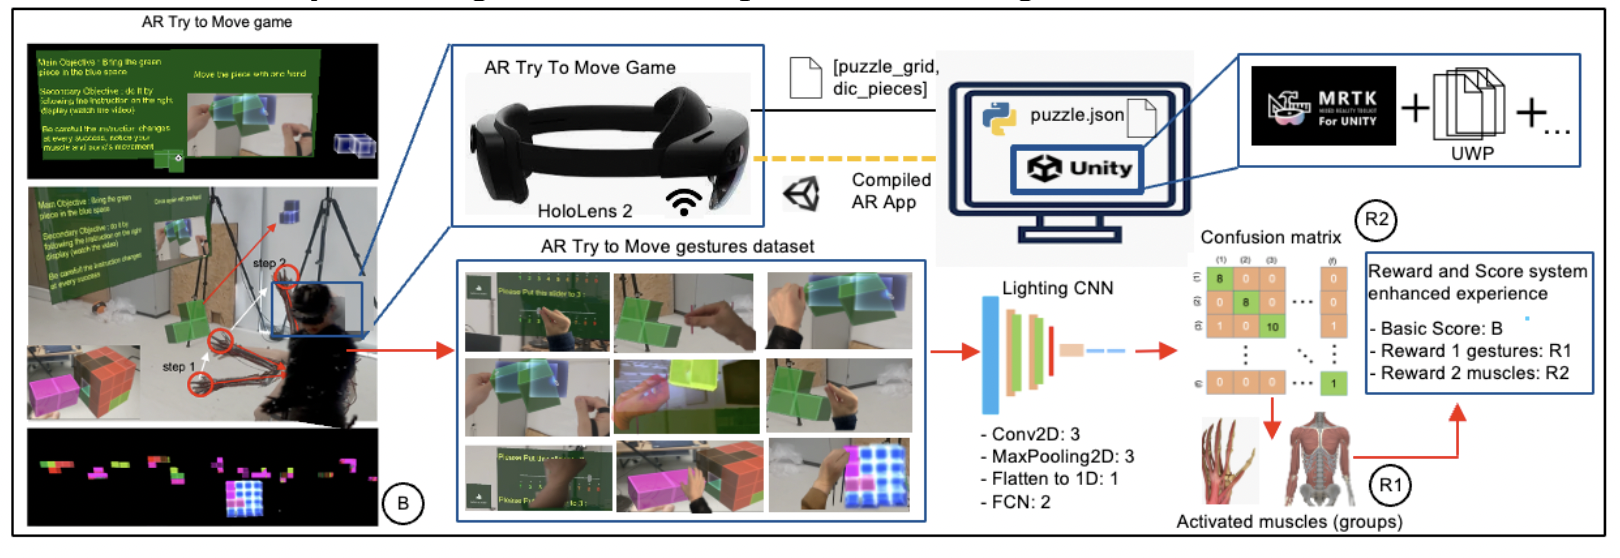 AR Try to Move game
Main Objective : Bring the green
piece in the blue space
Secondary Objective : do it by
following the instruction on the right
display (watch the video)
Be carefull the instruction changes
at every success, notice your
muscle and
movement
Move the piece with one hand
Main Objective : Bring the green
piece in the blue space
Secondary Objective : do it by
following the instruction on the right
display (watch the video)
Be carefull the instruction changes
at every success
step 2
step 1
B
AR Try To Move Game
HoloLens 2
[puzzle_grid,
dic_pieces]
Compiled
AR App
puzzle.json
Unity
MRTK
MIXED REALITY TOOLKIT
For UNITY
+
UWP
+...
AR Try to Move gestures dataset
Please Put this slider to 3 :
Please Put
to 3 :
Please Put
Lighting CNN
- Conv2D: 3
- MaxPooling2D: 3
- Flatten to 1D: 1
- FCN: 2
Confusion matrix
(1) (2) (3) (f)
(1) 8 0 0 0
(2) 0 8 0 ... 0
(3) 1 0 10 1
(f) 0 0 0 ... 1
Activated muscles (groups)
R2
R1
Reward and Score system
enhanced experience
- Basic Score: B
- Reward 1 gestures: R1
- Reward 2 muscles: R2